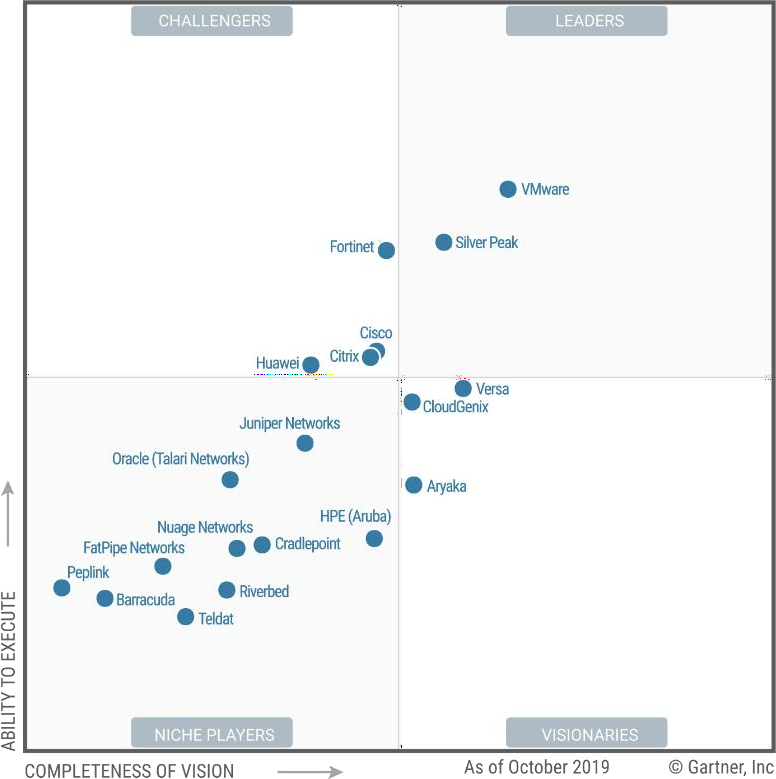 CHALLENGERS
LEADERS
VMware
Silver Peak
Fortinet
Cisco
Citrix
Huawei
Versa
CloudGenix
Juniper Networks
Oracle (Talari Networks)
Aryaka
HPE (Aruba)
Nuage Networks
Cradlepoint
FatPipe Networks
Peplink
Barracuda
Riverbed
Teldat
NICHE PLAYERS
VISIONARIES
ABILITY TO EXECUTE
COMPLETENESS OF VISION
As of October 2019
© Gartner, Inc